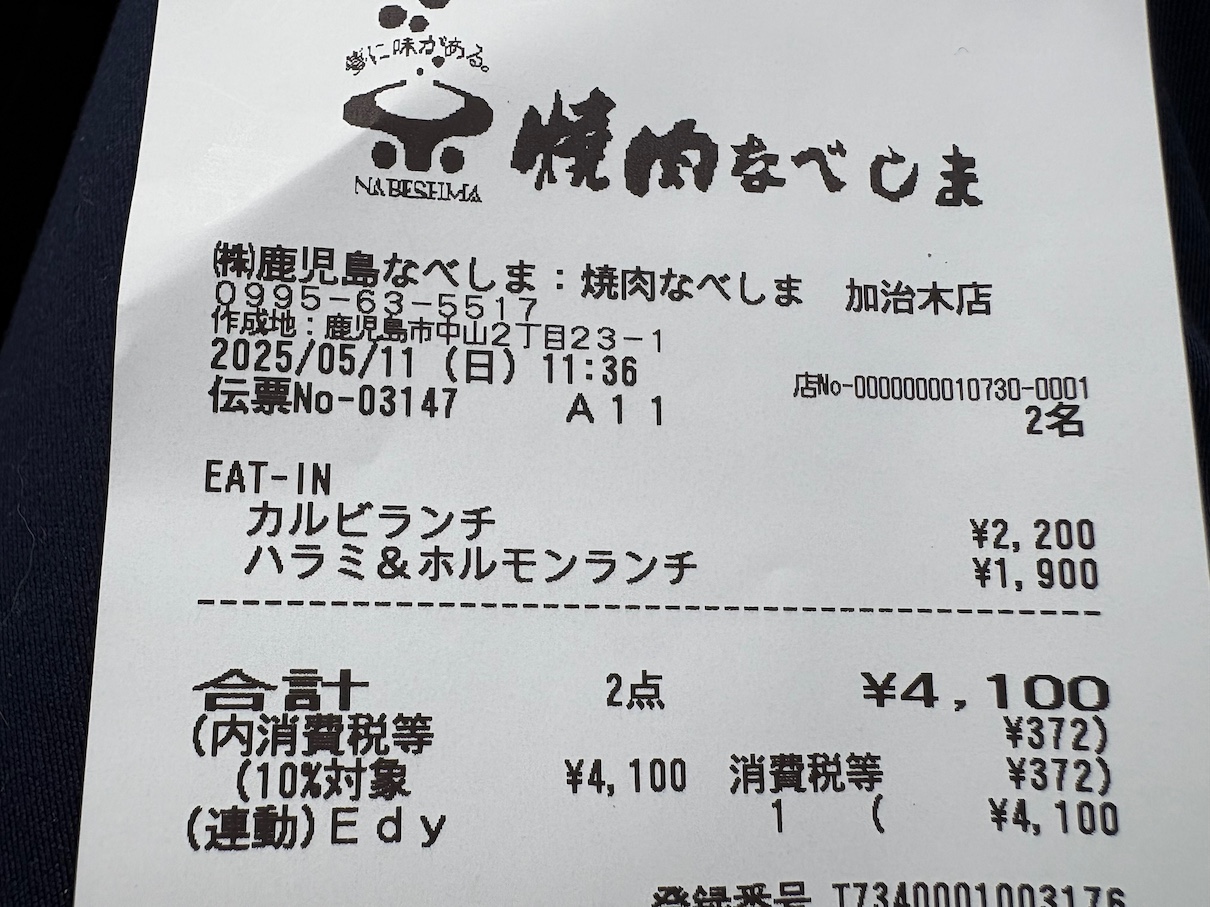 夢に味がある。
NABESHIMA
焼肉なべしま
㈱鹿児島なべしま：焼肉なべしま　加治木店
0995-63-5517
作成地：鹿児島市中山2丁目23-1
2025/05/11 (日) 11:36
店No-0000000010730-0001
伝票No-03147　A11　2名
EAT-IN
カルビランチ　¥2,200
ハラミ&ホルモンランチ　¥1,900
合計　2点　¥4,100
(内消費税等　¥372)
(10%対象　¥4,100　消費税等　¥372)
(連動)Edy　1 (　¥4,100
登録番号 T7340001003176